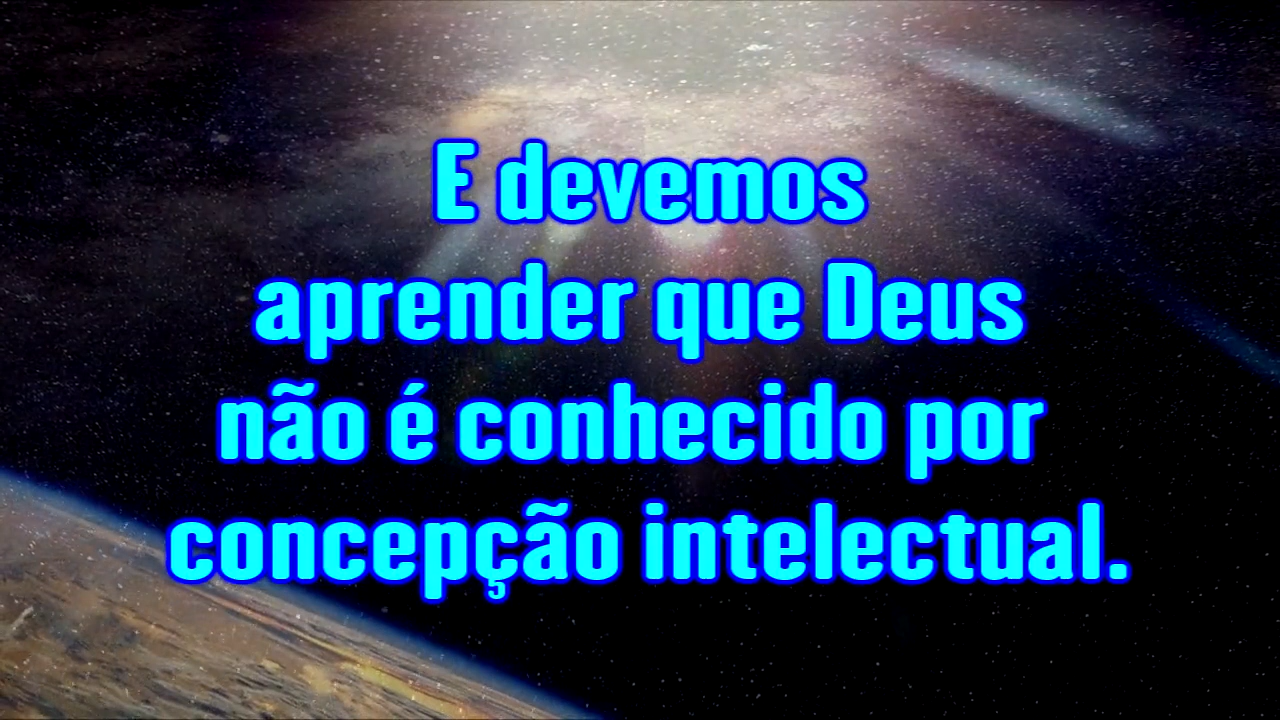 E devemos
aprender que Deus
não é conhecido por
concepção intelectual.